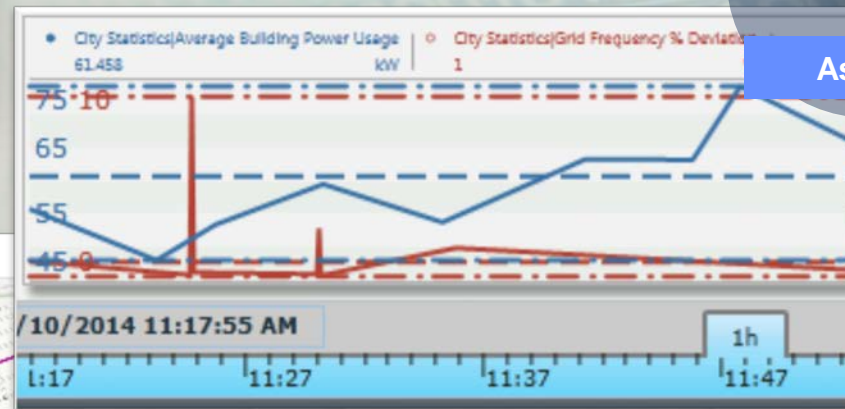 City Statistics|Average Building Power Usage
61.458 kW
City Statistics|Grid Frequency % Deviation
1
75 10
65
55
45 0
/10/2014 11:17:55 AM
1h
1:17 11:27 11:37 11:47